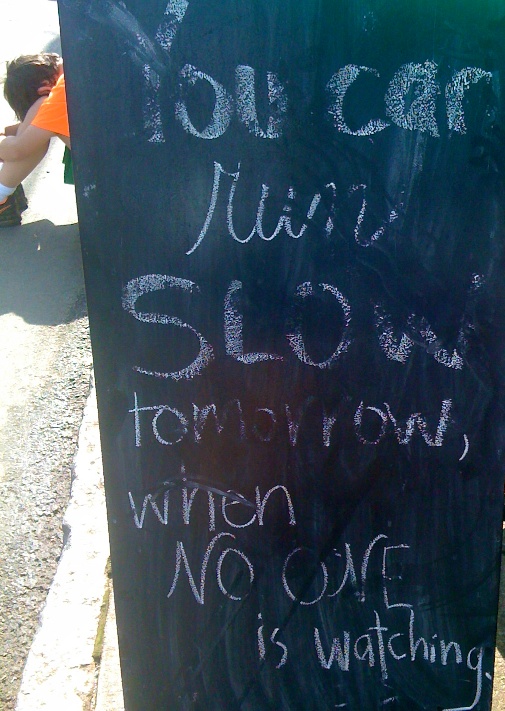 You can
run
SLOW
tomorrow,
when
NO ONE
is watching.